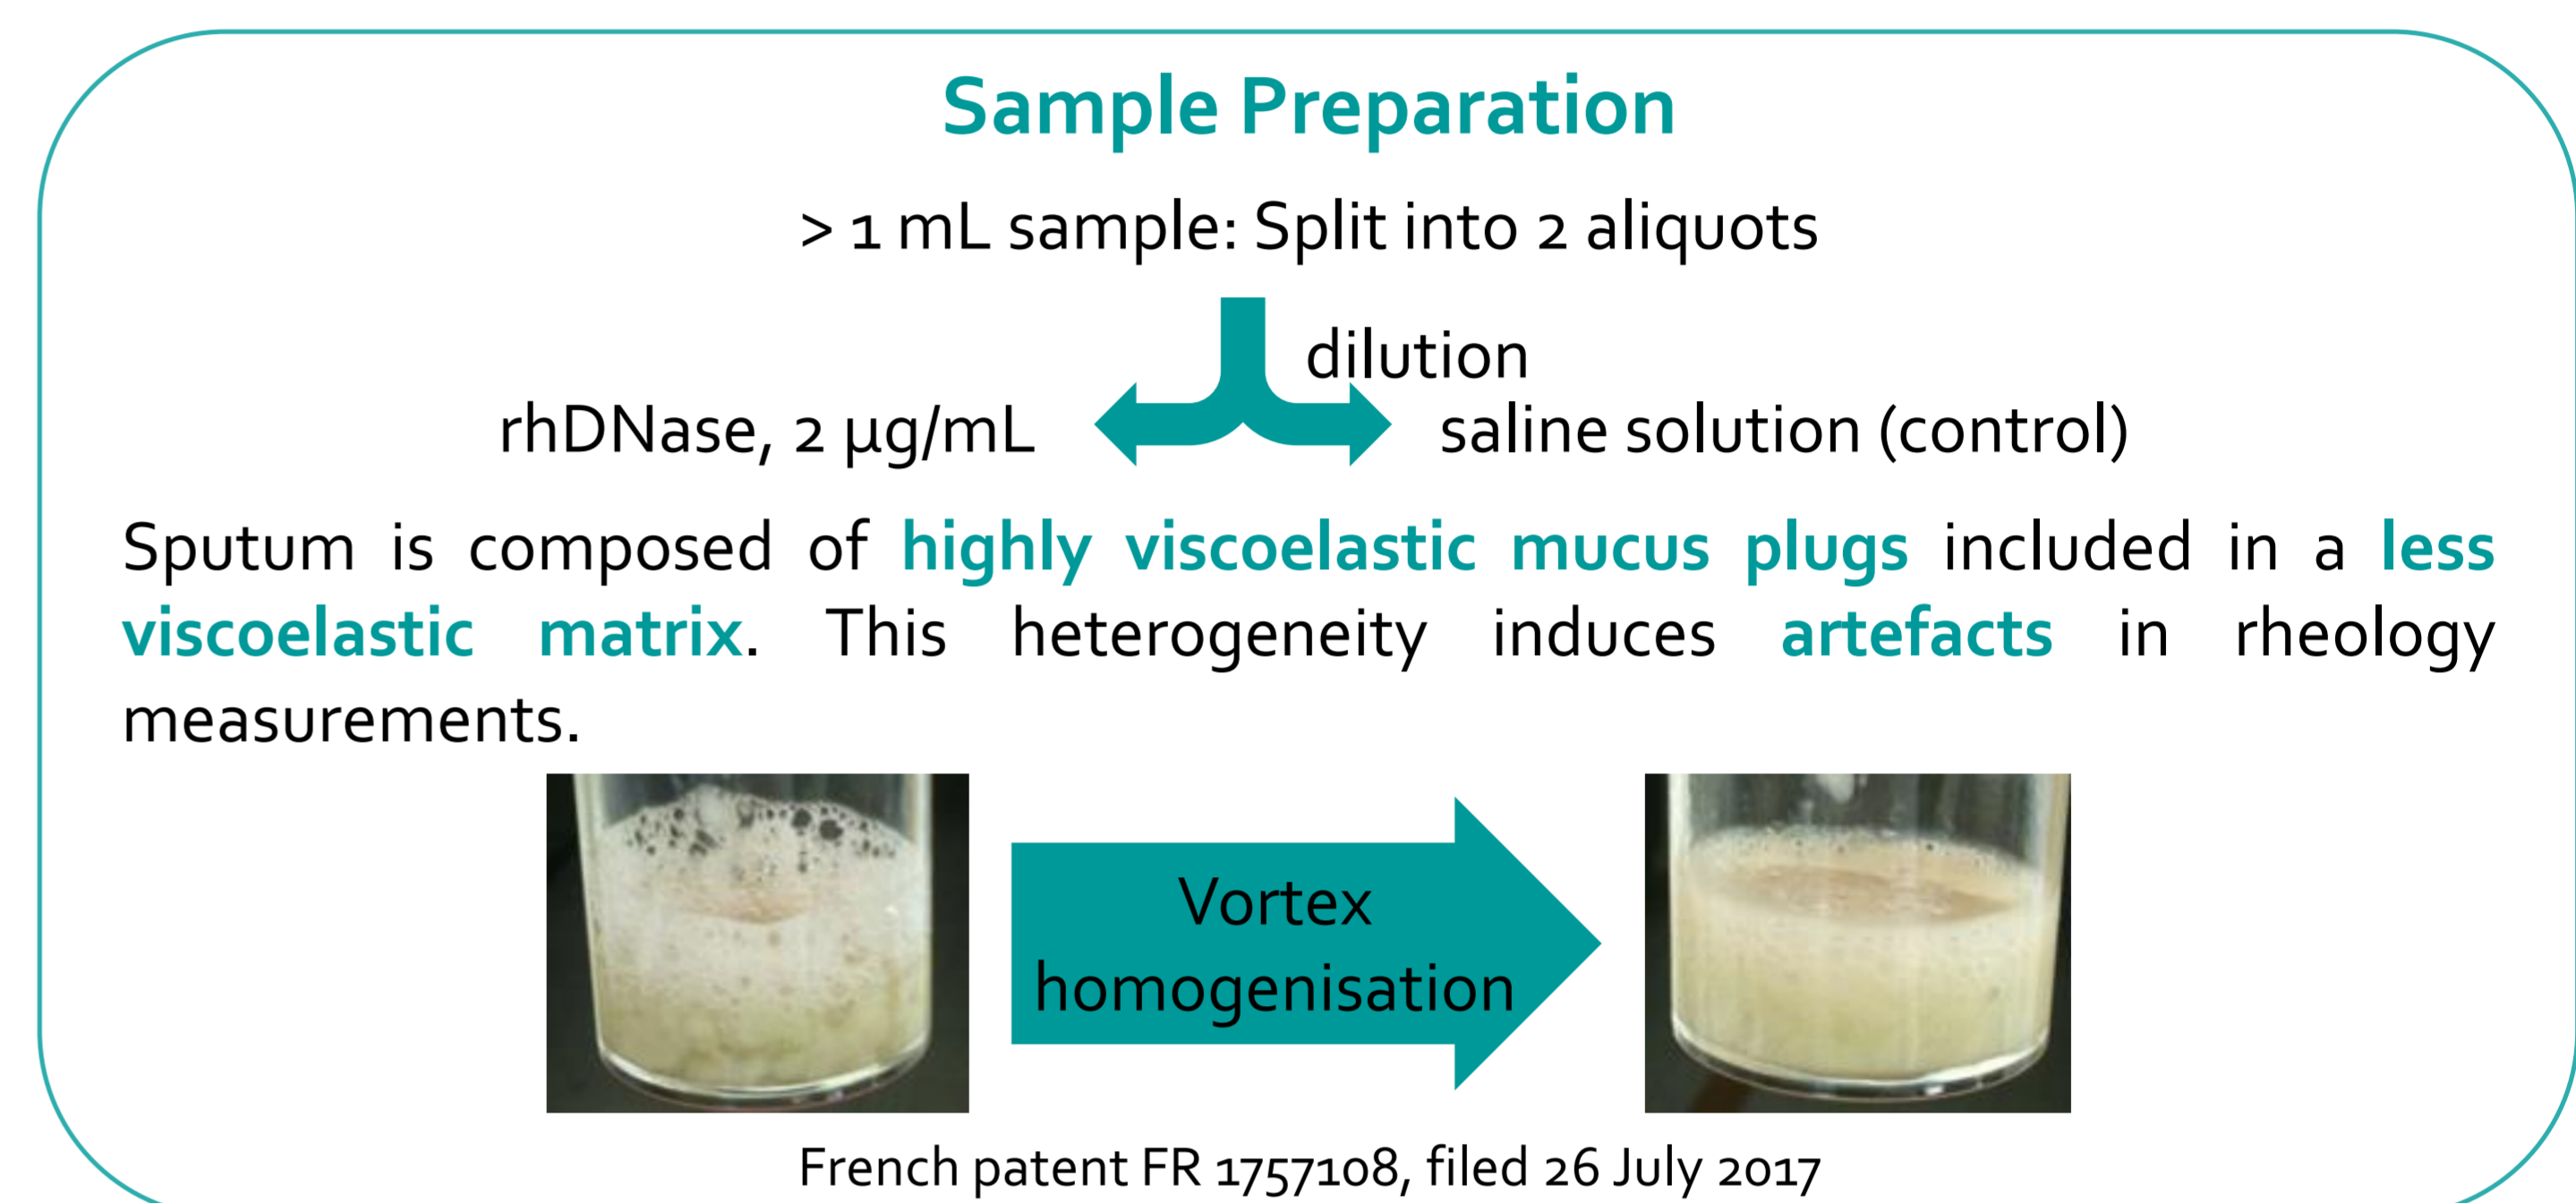 Sample Preparation
> 1 mL sample: Split into 2 aliquots
dilution
rhDNase, 2 µg/mL
saline solution (control)
Sputum is composed of highly viscoelastic mucus plugs included in a less
viscoelastic matrix. This heterogeneity induces artefacts in rheology
measurements.
Vortex
homogenisation
French patent FR 1757108, filed 26 July 2017